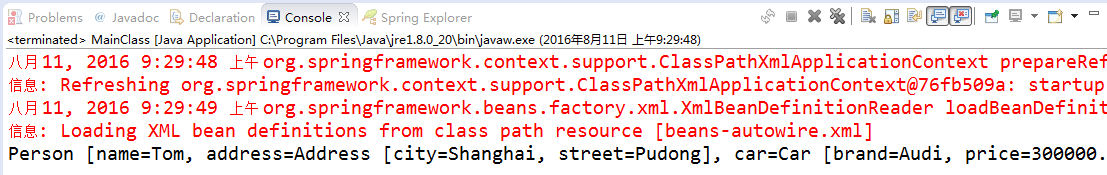 Problems @ Javadoc Declaration Console Spring Explorer
<terminated> MainClass [Java Application] C:\Program Files\Java\jre1.8.0_20\bin\javaw.exe (2016年8月11日 上午9:29:48)
八月 11, 2016 9:29:48 上午 org.springframework.context.support.ClassPathXmlApplicationContext prepareRef
信息: Refreshing org.springframework.context.support.ClassPathXmlApplicationContext@76fb509a: startup
八月 11, 2016 9:29:49 上午 org.springframework.beans.factory.xml.XmlBeanDefinitionReader loadBeanDefinit
信息: Loading XML bean definitions from class path resource [beans-autowire.xml]
Person [name=Tom, address=Address [city=Shanghai, street=Pudong], car=Car [brand=Audi, price=300000.